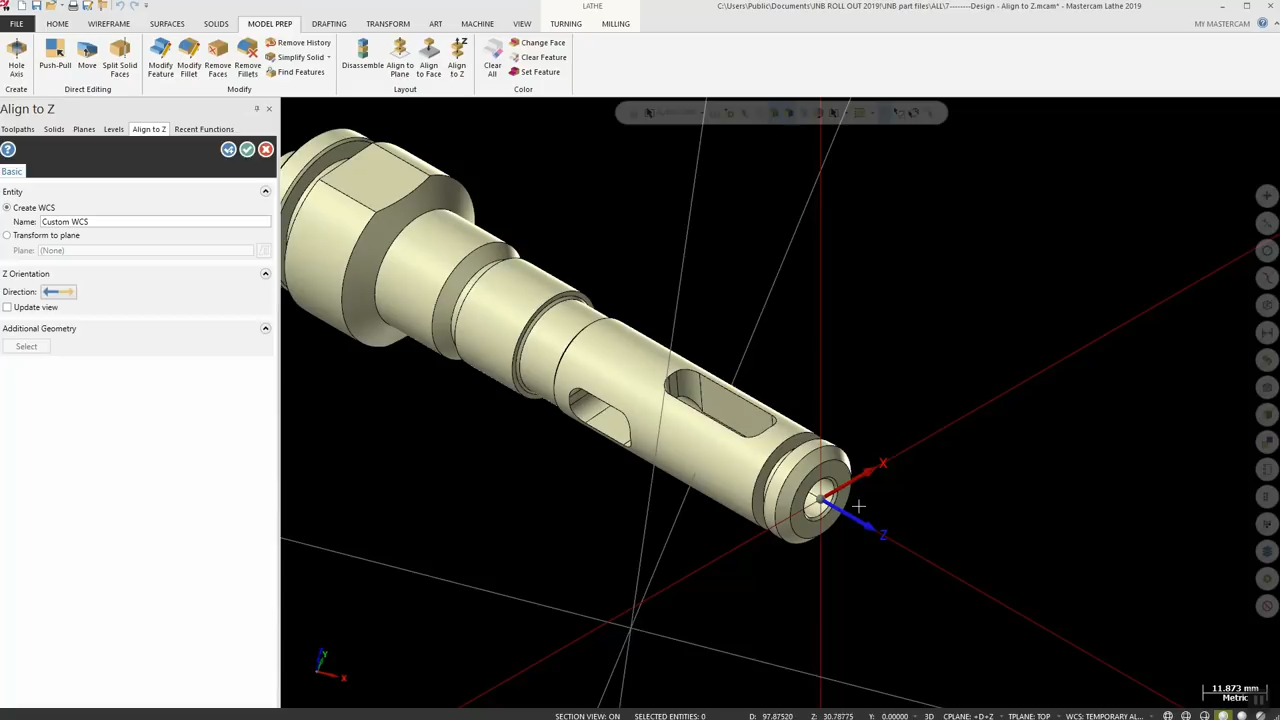 LATHE
C:\Users\Public\Documents\!NB ROLL OUT 2019!\NB part files\ALL\7--------Design - Align to Z.mcam* - Mastercam Lathe 2019
FILE HOME WIREFRAME SURFACES SOLIDS MODEL PREP DRAFTING TRANSFORM ART MACHINE VIEW TURNING MILLING MY MASTERCAM
Hole Axis
Push-Pull
Move
Split Solid Faces
Modify Feature
Modify Fillet
Remove Faces
Remove Fillets
Remove History
Simplify Solid
Find Features
Disassemble
Align to Plane
Align to Face
Align to Z
Clear All
Change Face
Clear Feature
Set Feature
Create Direct Editing Modify Layout Color
Align to Z
Toolpaths Solids Planes Levels Align to Z Recent Functions
Basic
Entity
Create WCS
Name: Custom WCS
Transform to plane
Plane: (None)
Z Orientation
Direction:
Update view
Additional Geometry
Select
X
Z
Y
X
11.873 mm
Metric
SECTION VIEW: ON SELECTED ENTITIES: 0 D: 97.87520 Z: 30.78775 Y: 0.00000 3D CPLANE: +D+Z TPLANE: TOP WCS: TEMPORARY AL...